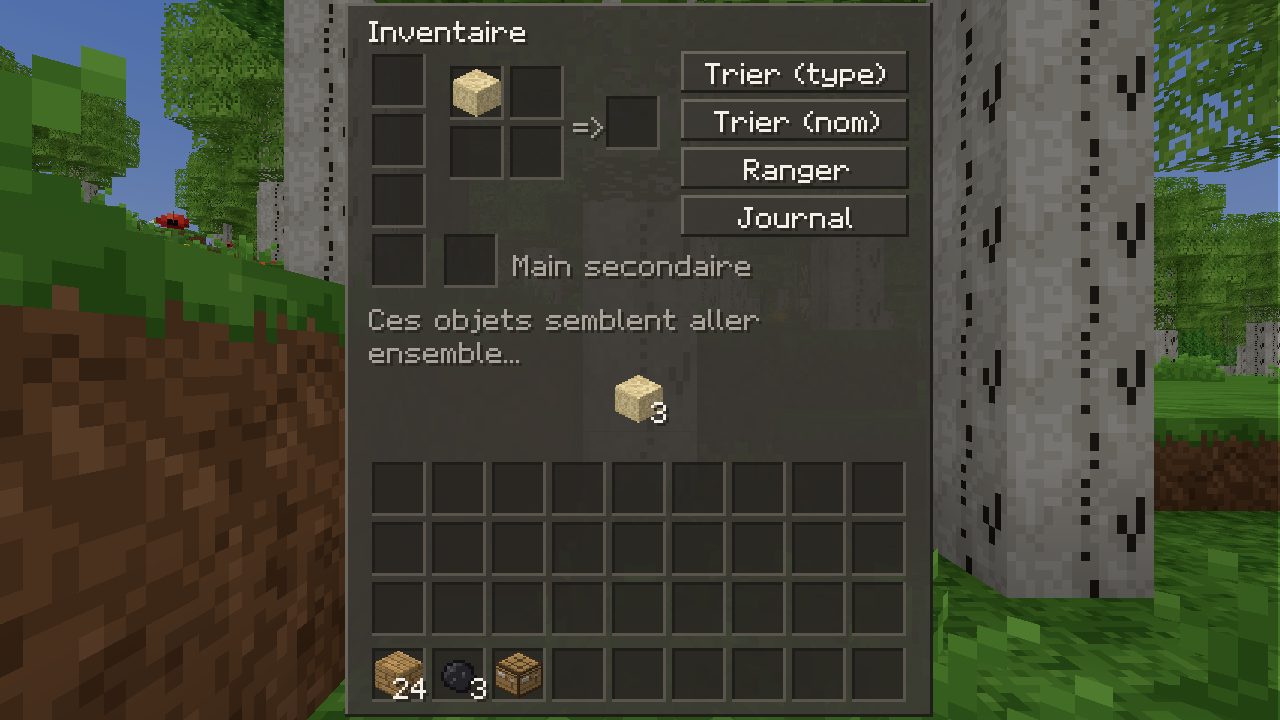 Inventaire
Trier (type)
Trier (nom)
=>
Ranger
Journal
Main secondaire
Ces objets semblent aller
ensemble...
3
24
3